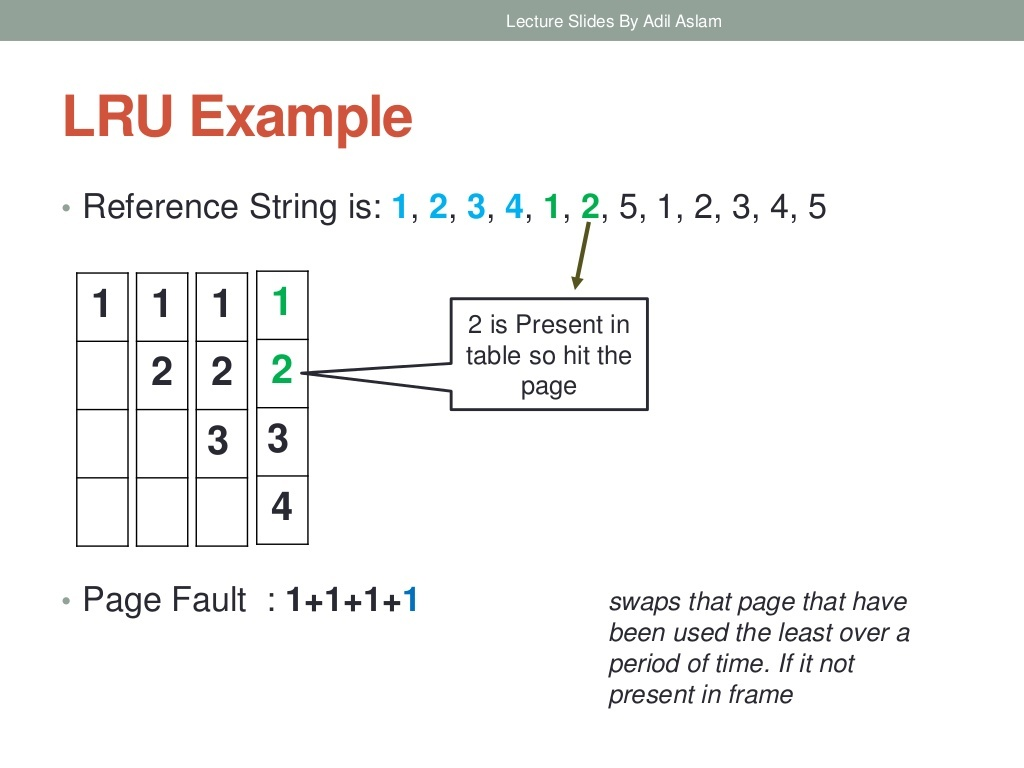 Lecture Slides By Adil Aslam
LRU Example
• Reference String is: 1, 2, 3, 4, 1, 2, 5, 1, 2, 3, 4, 5
1 1 1 1
2 2 2
3 3
4
2 is Present in
table so hit the
page
• Page Fault : 1+1+1+1
swaps that page that have
been used the least over a
period of time. If it not
present in frame